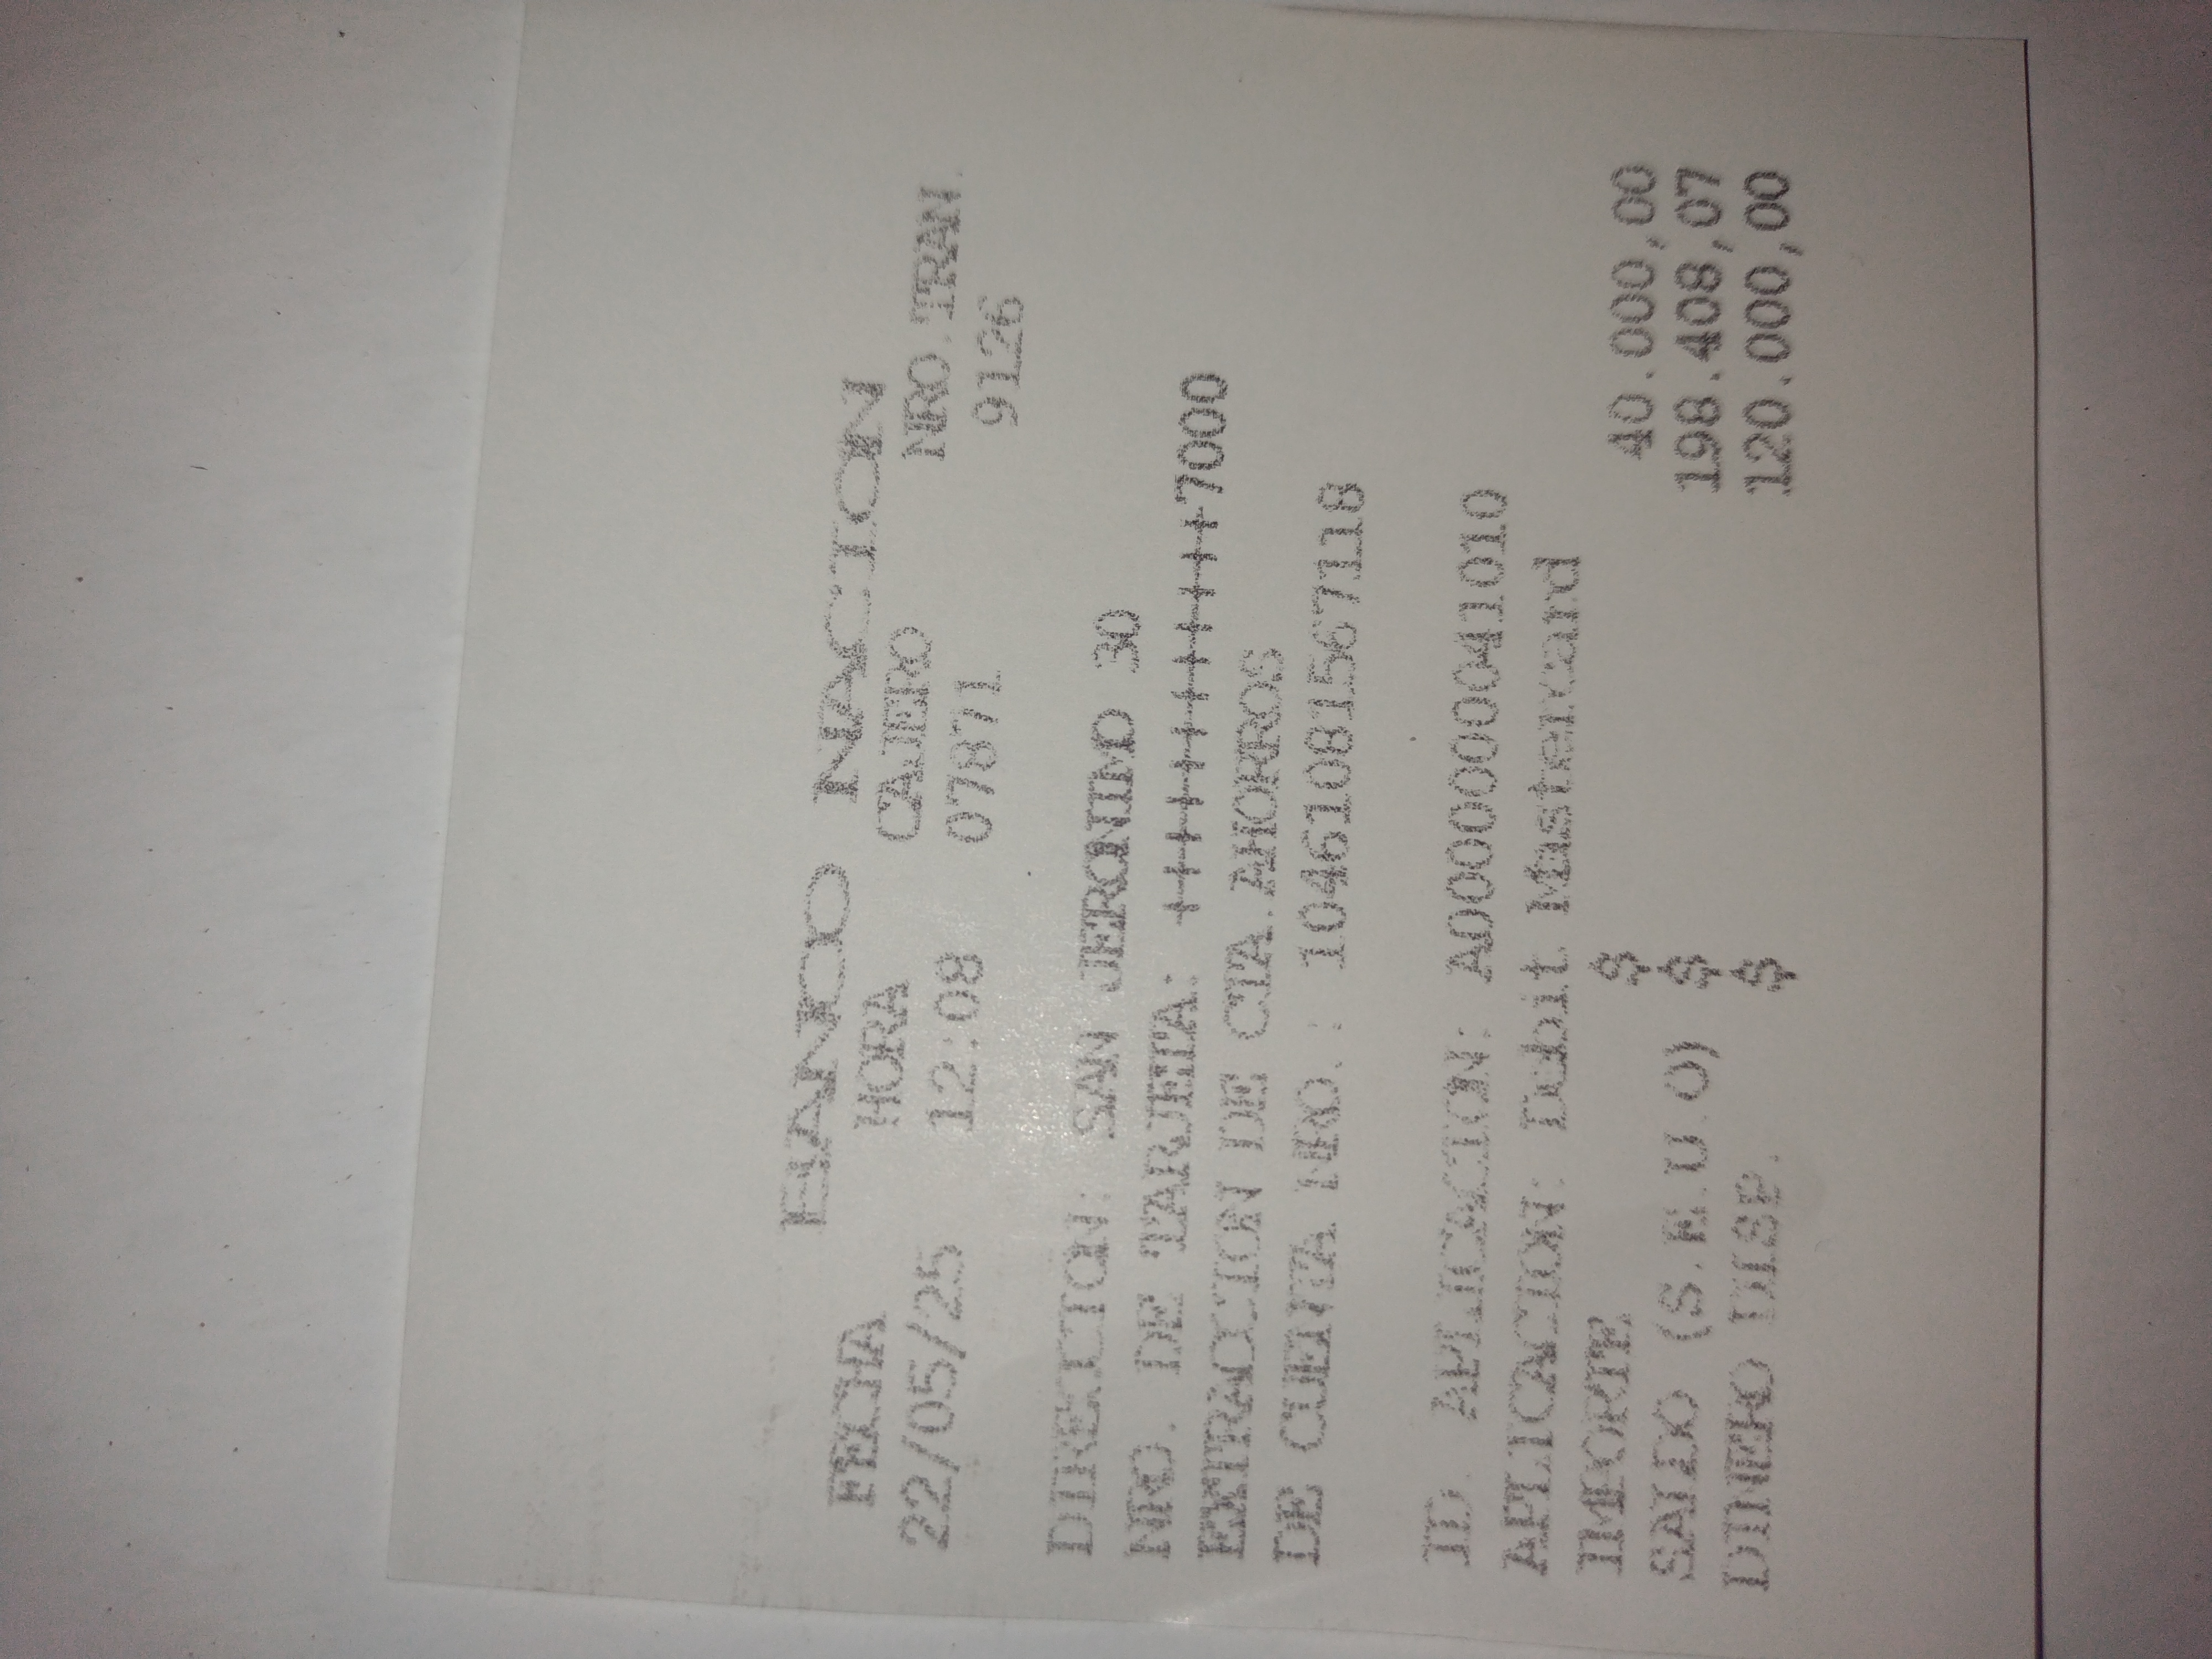 BANCO NACION
FECHA HORA CAJERO NRO.TRAN.
22/05/25 12:08 07871 9126
DIRECCION: SAN JERONIMO 30
NRO. DE TARJETA: ++++++++++++7000
EXTRACCION DE CTA.AHORROS
DE CUENTA NRO. : 10461081567118
ID. APLICACION: A0000000041010
APLICACION: Debit Mastercard
IMPORTE $ 40.000,00
SALDO (S.E.U.O) $ 198.408,07
DINERO DISP. $ 120.000,00